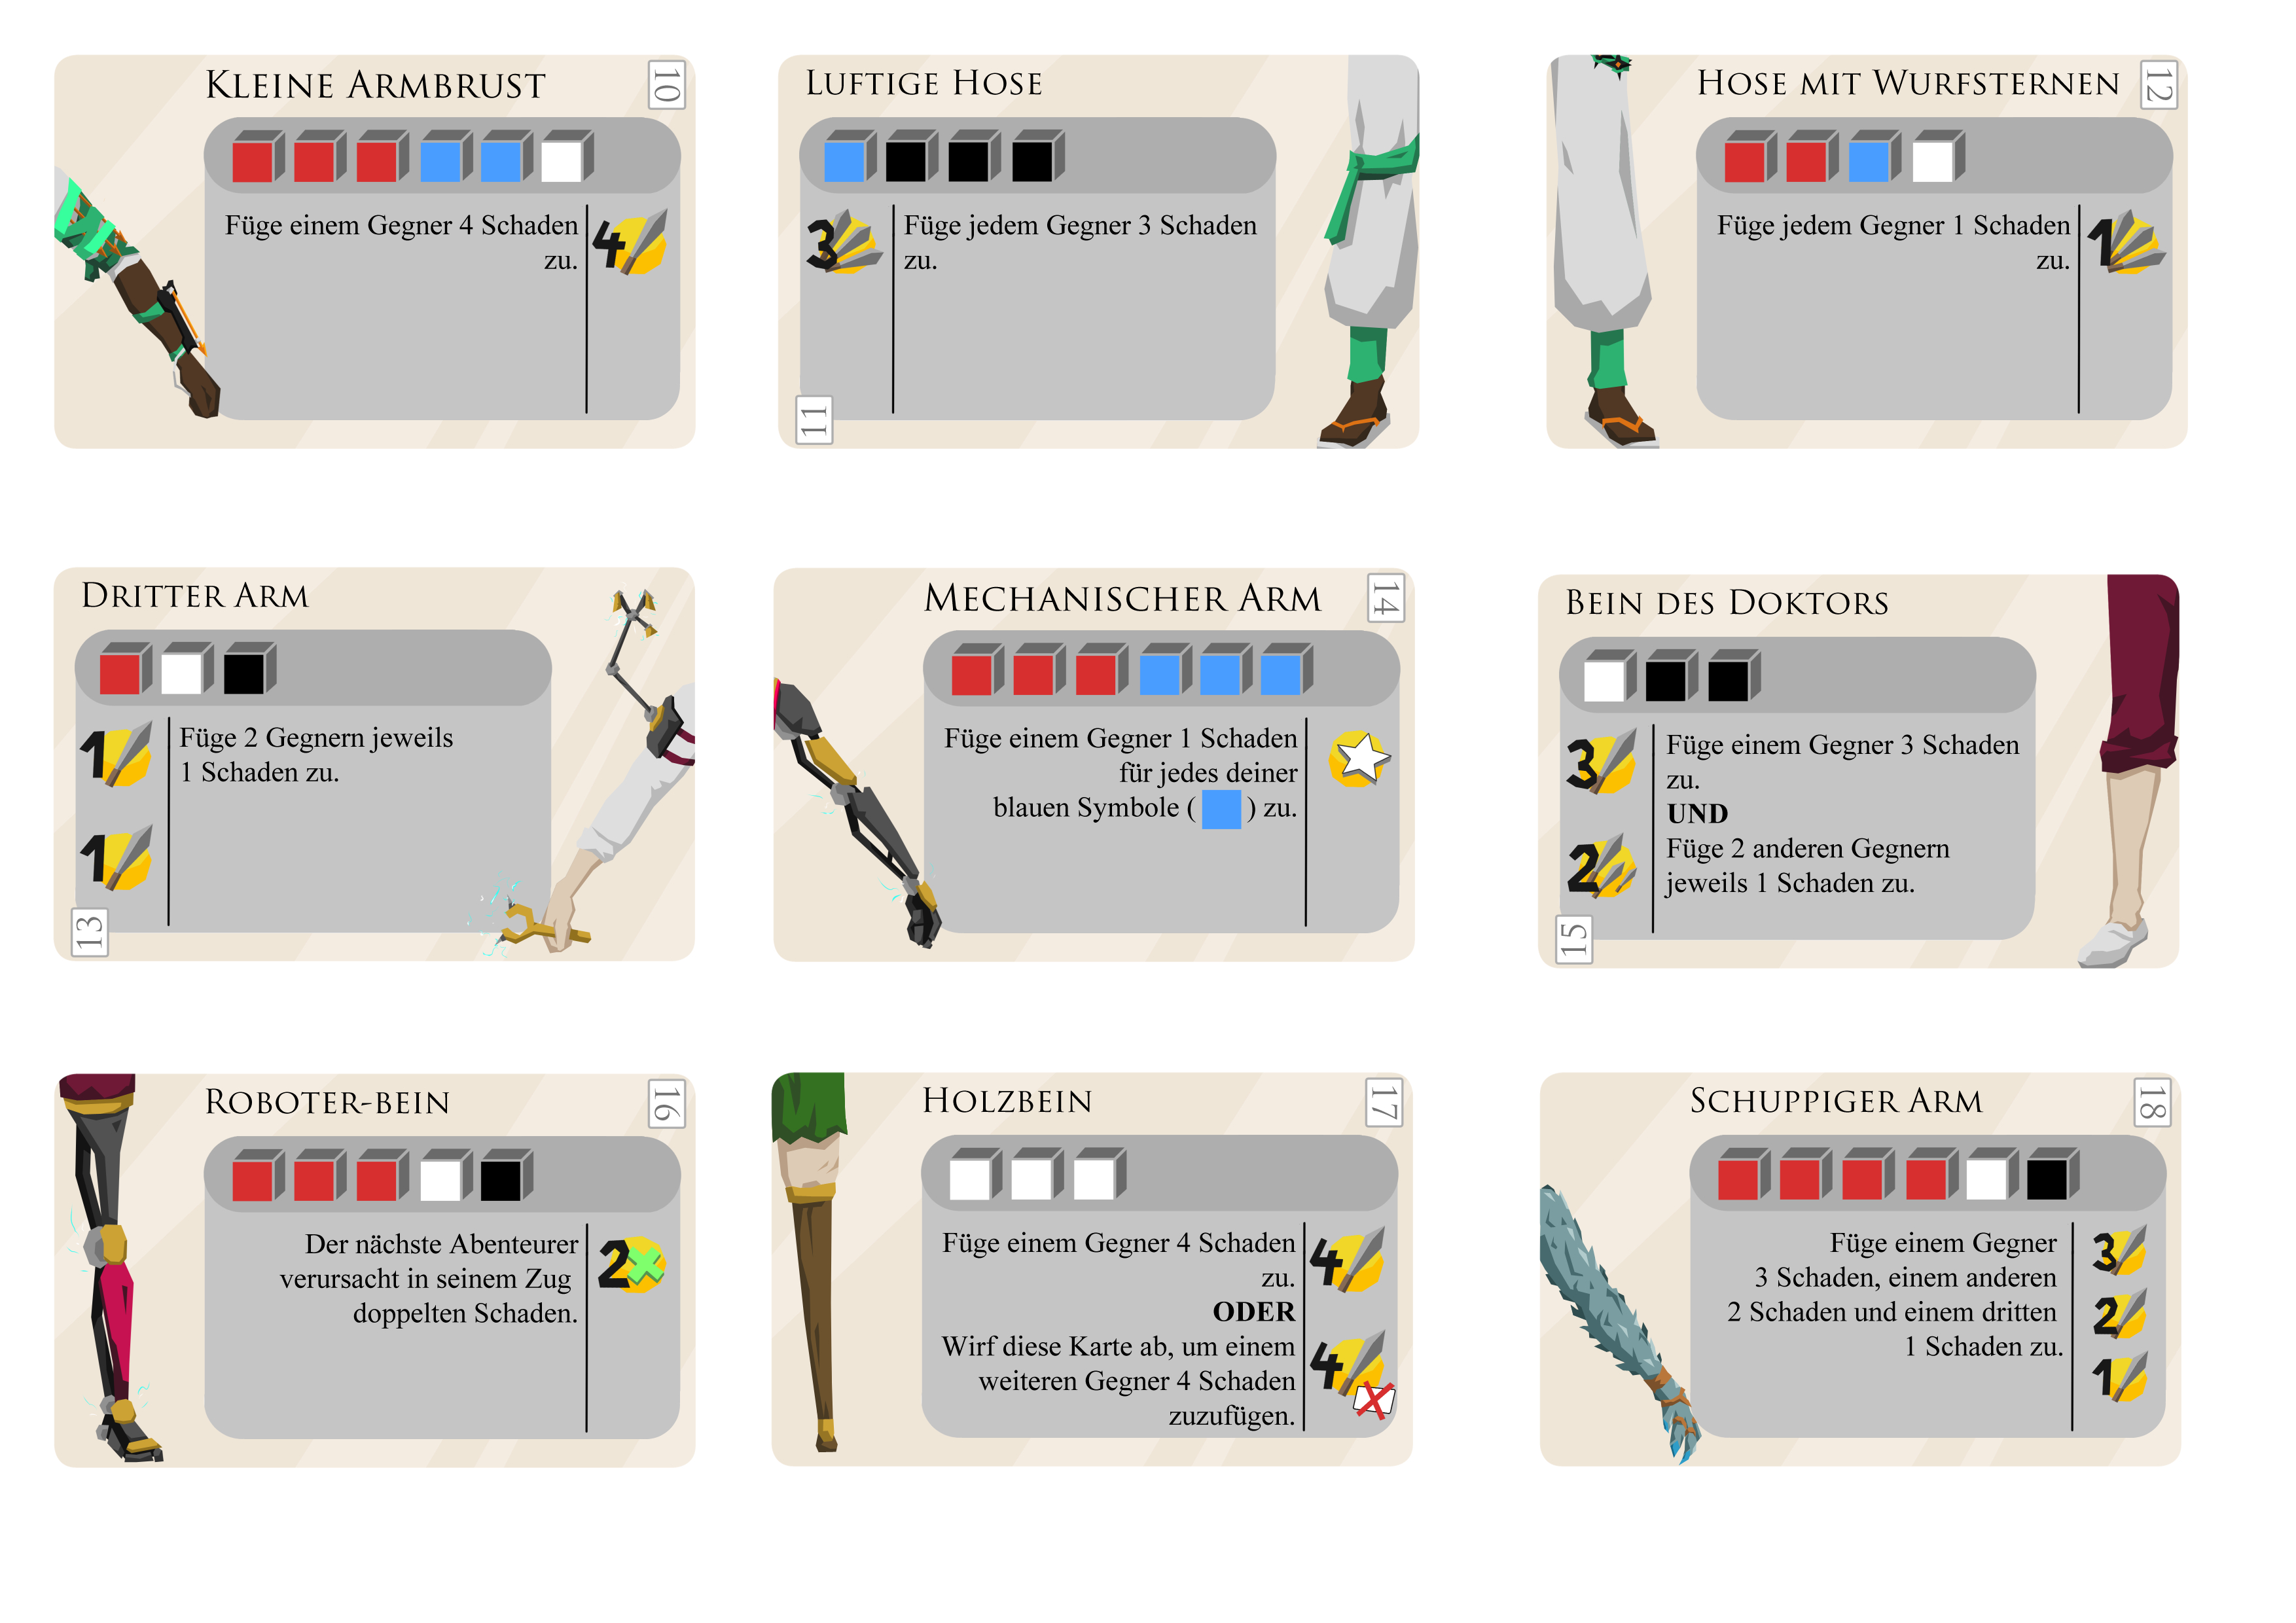 Kleine Armbrust
10
Füge einem Gegner 4 Schaden
zu.
4
Luftige Hose
3
Füge jedem Gegner 3 Schaden
zu.
11
Hose mit Wurfsternen
12
Füge jedem Gegner 1 Schaden
zu.
1
Dritter Arm
1
Füge 2 Gegnern jeweils
1 Schaden zu.
1
13
Mechanischer Arm
14
Füge einem Gegner 1 Schaden
für jedes deiner
blauen Symbole ( ) zu.
Bein des Doktors
3
Füge einem Gegner 3 Schaden
zu.
UND
2
Füge 2 anderen Gegnern
jeweils 1 Schaden zu.
15
Roboter-bein
16
Der nächste Abenteurer
verursacht in seinem Zug
doppelten Schaden.
2
Holzbein
17
Füge einem Gegner 4 Schaden
zu.
4
ODER
Wirf diese Karte ab, um einem
weiteren Gegner 4 Schaden
zuzufügen.
4
Schuppiger Arm
18
Füge einem Gegner
3 Schaden, einem anderen
2 Schaden und einem dritten
1 Schaden zu.
3
2
1